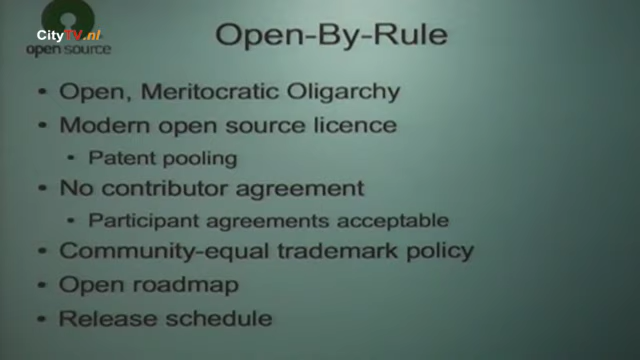 CityTV.nl
open source
Open-By-Rule
• Open, Meritocratic Oligarchy
• Modern open source licence
• Patent pooling
• No contributor agreement
• Participant agreements acceptable
• Community-equal trademark policy
• Open roadmap
• Release schedule